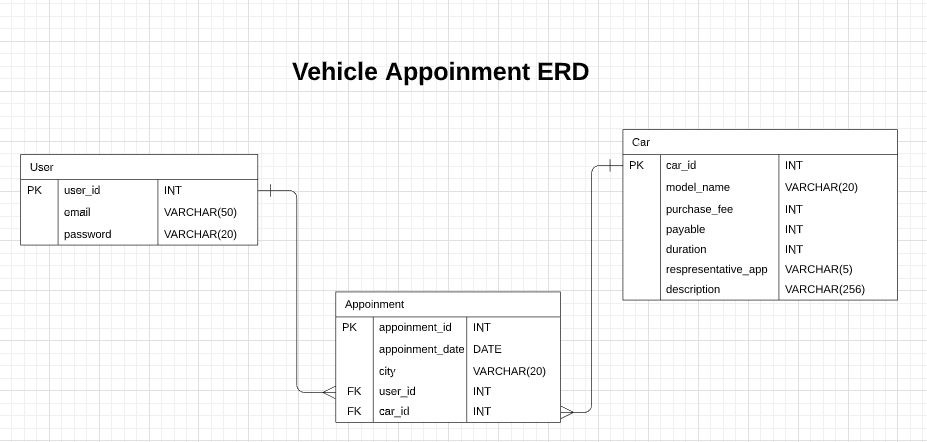 Vehicle Appoinment ERD
User
PK user_id INT
email VARCHAR(50)
password VARCHAR(20)
Appoinment
PK appoinment_id INT
appoinment_date DATE
city VARCHAR(20)
FK user_id INT
FK car_id INT
Car
PK car_id INT
model_name VARCHAR(20)
purchase_fee INT
payable INT
duration INT
respresentative_app VARCHAR(5)
description VARCHAR(256)